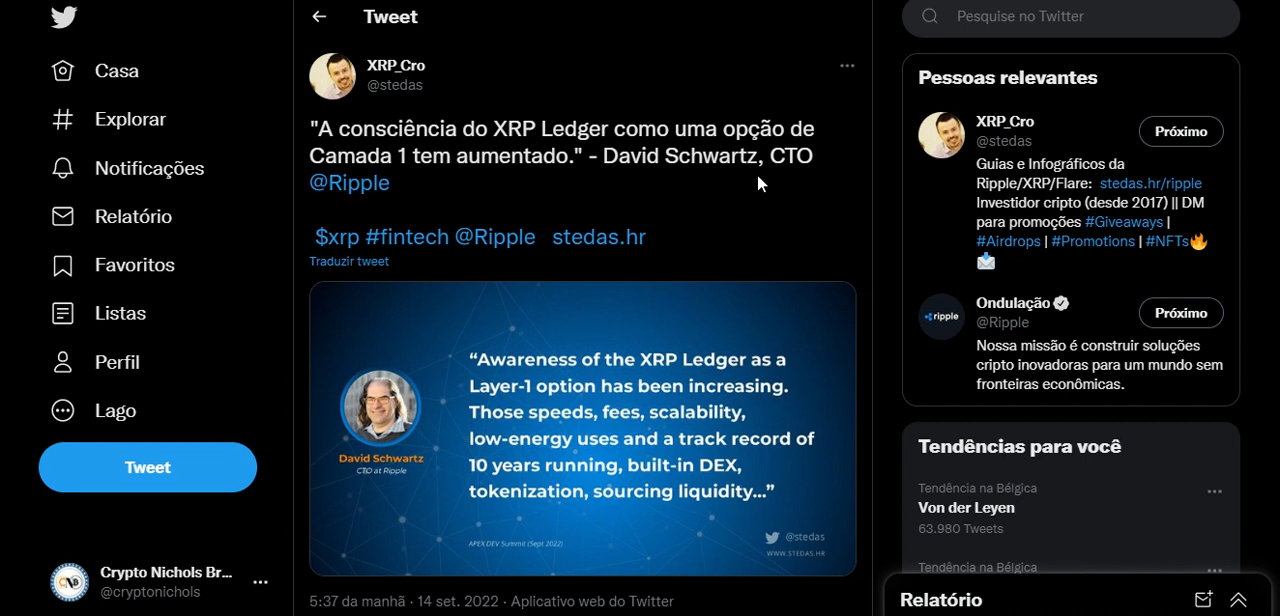 Casa
Explorar
Notificações
Relatório
Favoritos
Listas
Perfil
Lago
Tweet
Crypto Nichols Br...
@cryptonichols
Tweet
XRP_Cro
@stedas
"A consciência do XRP Ledger como uma opção de
Camada 1 tem aumentado." - David Schwartz, CTO
@Ripple
$xrp #fintech @Ripple stedas.hr
Traduzir tweet
"Awareness of the XRP Ledger as a
Layer-1 option has been increasing.
Those speeds, fees, scalability,
low-energy uses and a track record of
10 years running, built-in DEX,
tokenization, sourcing liquidity..."
David Schwartz
CTO at Ripple
APEX DEV Summit (Sept 2022)
@stedas
WWW.STEDAS.HR
5:37 da manhã · 14 set. 2022 · Aplicativo web do Twitter
Pesquise no Twitter
Pessoas relevantes
XRP_Cro
@stedas
Próximo
Guias e Infográficos da
Ripple/XRP/Flare: stedas.hr/ripple
Investidor cripto (desde 2017) || DM
para promoções #Giveaways |
#Airdrops | #Promotions | #NFTs🔥
📩
ripple
Ondulação
@Ripple
Próximo
Nossa missão é construir soluções
cripto inovadoras para um mundo sem
fronteiras econômicas.
Tendências para você
Tendência na Bélgica
Von der Leyen
63.980 Tweets
Tendência na Bélgica
Relatório